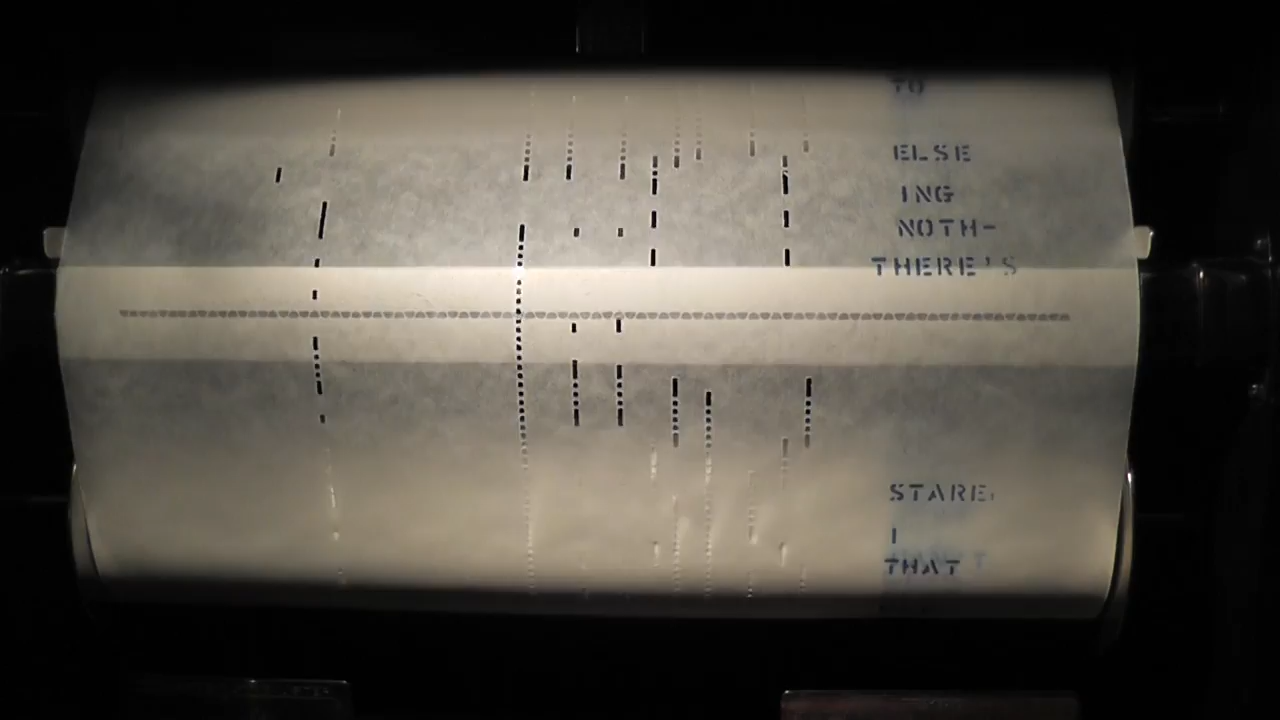 TO
ELSE
ING
NOTH-
THERE'S
STARE,
I
THAT